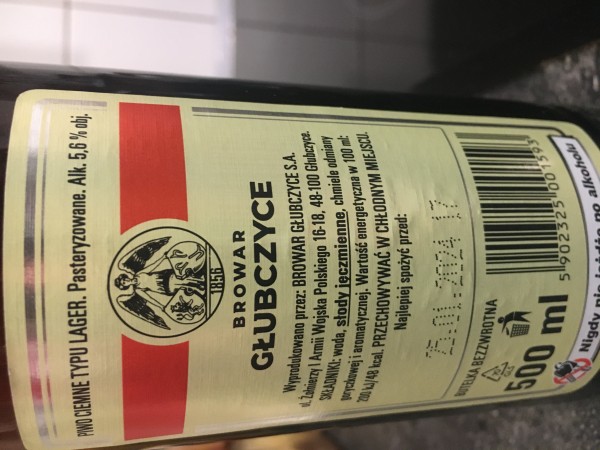 PIWO CIEMNE TYPU LAGER. Pasteryzowane. Alk. 5,6 % obj.
1856
BROWAR
GŁUBCZYCE
Wyprodukowano przez: BROWAR GŁUBCZYCE S.A.
ul. Żołnierzy 1 Armii Wojska Polskiego 16-18, 48-100 Głubczyce.
SKŁADNIKI: woda, słody jęczmienne, chmiele odmiany
goryczkowej i aromatycznej. Wartość energetyczna w 100 ml:
200 kJ/48 kcal. PRZECHOWYWAĆ W CHŁODNYM MIEJSCU.
Najlepiej spożyć przed:
25.01.2024 17
BUTELKA BEZZWROTNA
500 ml
5 902325 001593
Nigdy nie jeżdżę po alkoholu